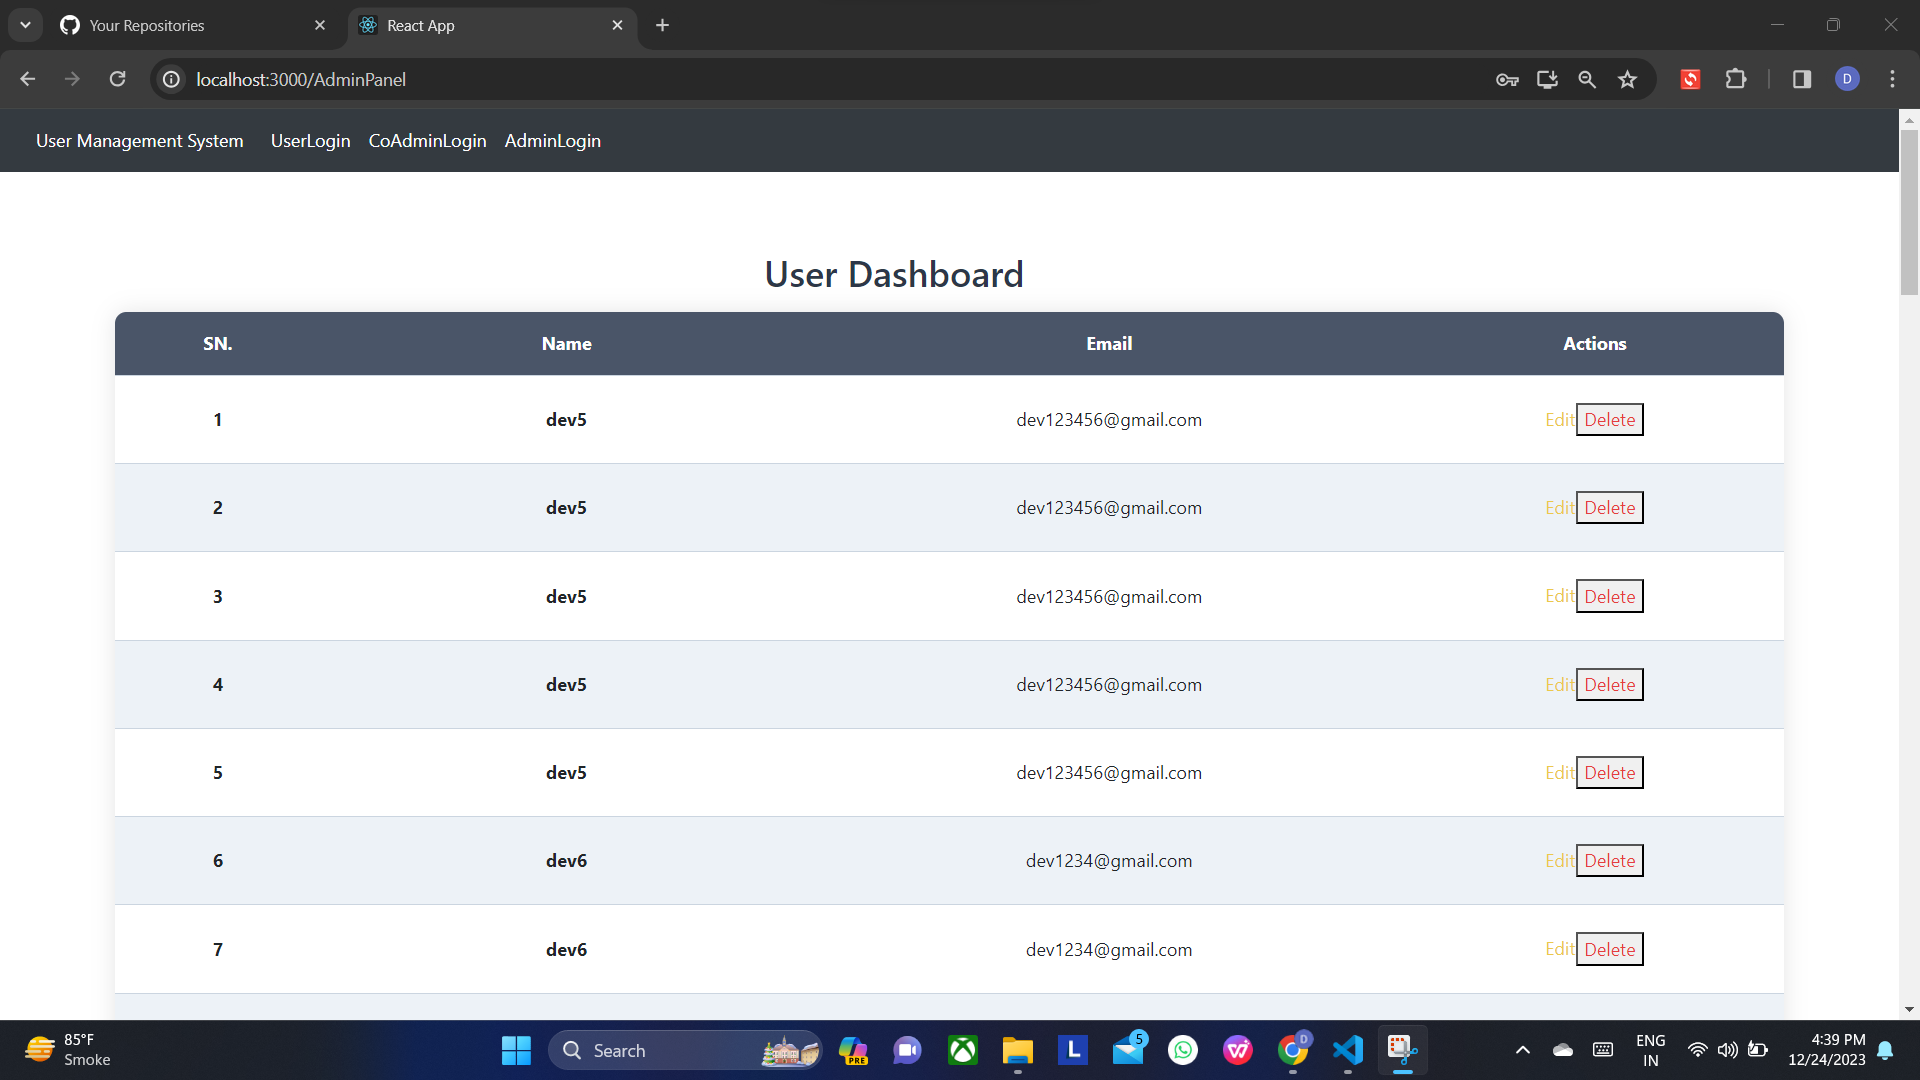 Your Repositories
React App
localhost:3000/AdminPanel
D
User Management System UserLogin CoAdminLogin AdminLogin
User Dashboard
SN. Name Email Actions
1 dev5 dev123456@gmail.com Edit Delete
2 dev5 dev123456@gmail.com Edit Delete
3 dev5 dev123456@gmail.com Edit Delete
4 dev5 dev123456@gmail.com Edit Delete
5 dev5 dev123456@gmail.com Edit Delete
6 dev6 dev1234@gmail.com Edit Delete
7 dev6 dev1234@gmail.com Edit Delete
85°F
Smoke
Search
PRE
L
5
D
ENG
IN
4:39 PM
12/24/2023